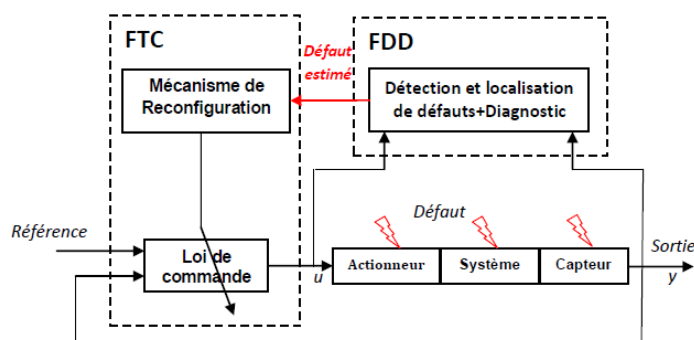 FTC
FDD
Défaut
estimé
Mécanisme de
Reconfiguration
Détection et localisation
de défauts+Diagnostic
Défaut
Référence
Loi de
commande
u
Actionneur
Système
Capteur
Sortie
y